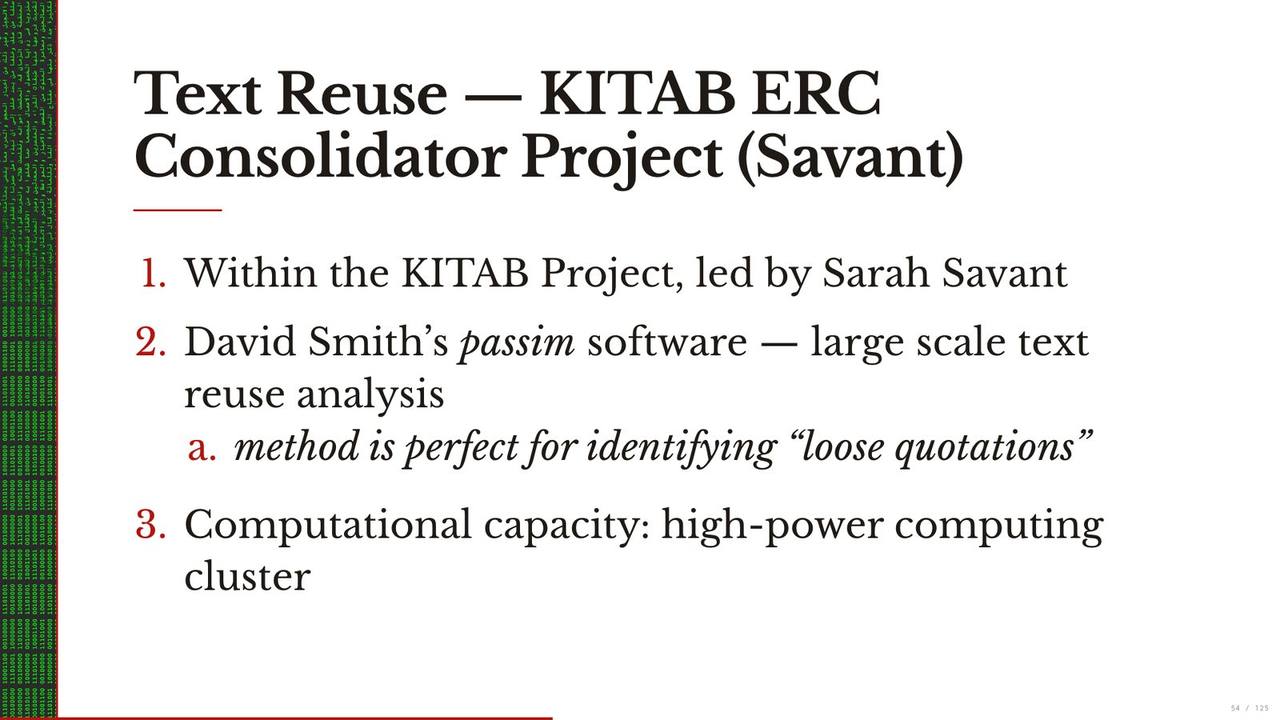 Text Reuse — KITAB ERC
Consolidator Project (Savant)
1. Within the KITAB Project, led by Sarah Savant
2. David Smith’s passim software — large scale text
reuse analysis
a. method is perfect for identifying “loose quotations”
3. Computational capacity: high-power computing
cluster
54 / 125